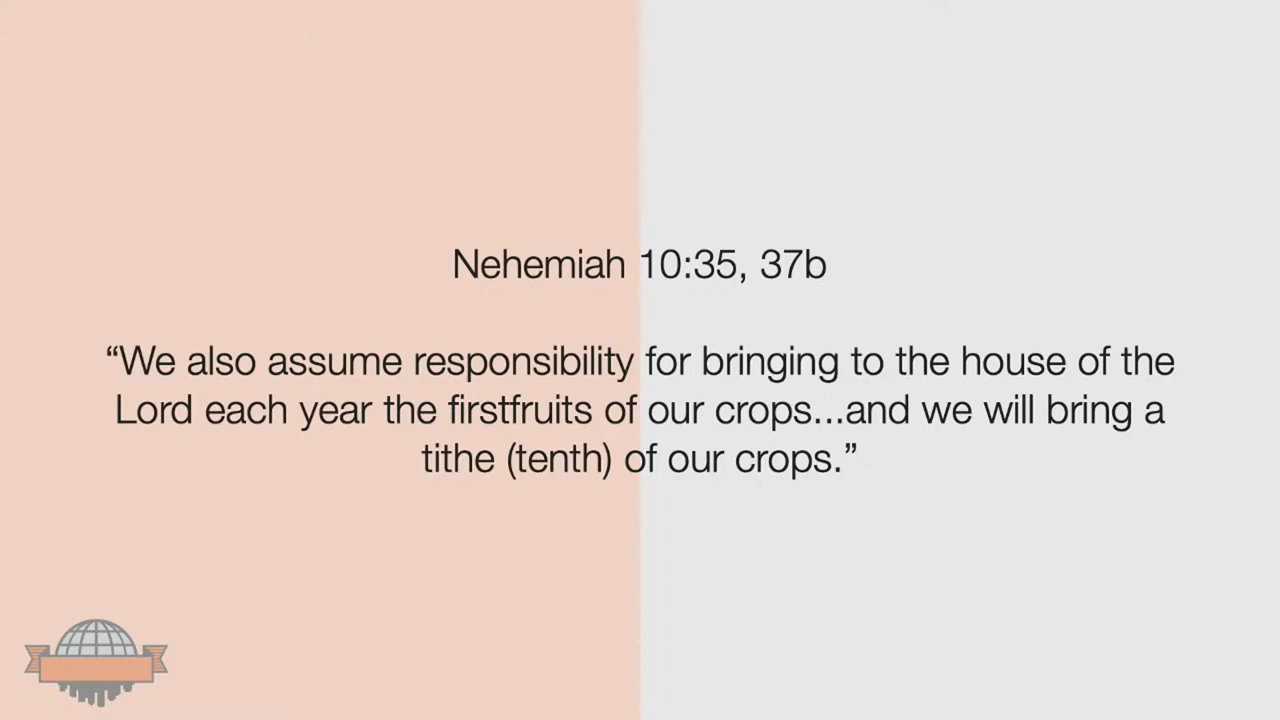 Nehemiah 10:35, 37b
“We also assume responsibility for bringing to the house of the
Lord each year the firstfruits of our crops...and we will bring a
tithe (tenth) of our crops.”